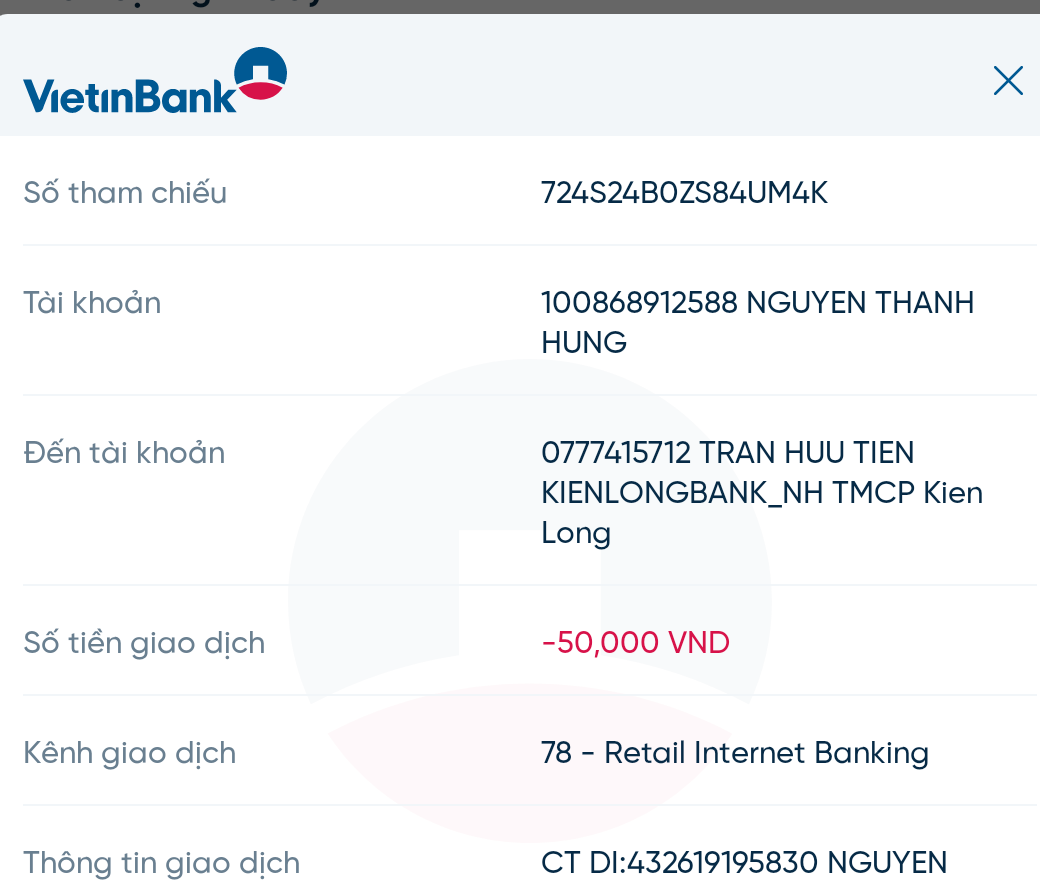 VietinBank
Số tham chiếu 724S24B0ZS84UM4K
Tài khoản 100868912588 NGUYEN THANH
HUNG
Đến tài khoản 0777415712 TRAN HUU TIEN
KIENLONGBANK_NH TMCP Kien
Long
Số tiền giao dịch -50,000 VND
Kênh giao dịch 78 - Retail Internet Banking
Thông tin giao dịch CT DI:432619195830 NGUYEN